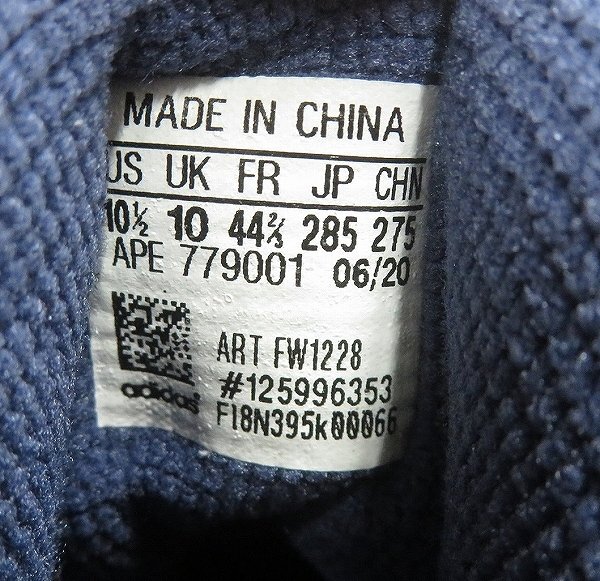 MADE IN CHINA
US UK FR JP CHN
10½ 10 44⅔ 285 275
APE 779001 06/20
ART FW1228
#125996353
adidas
F18N395k00066